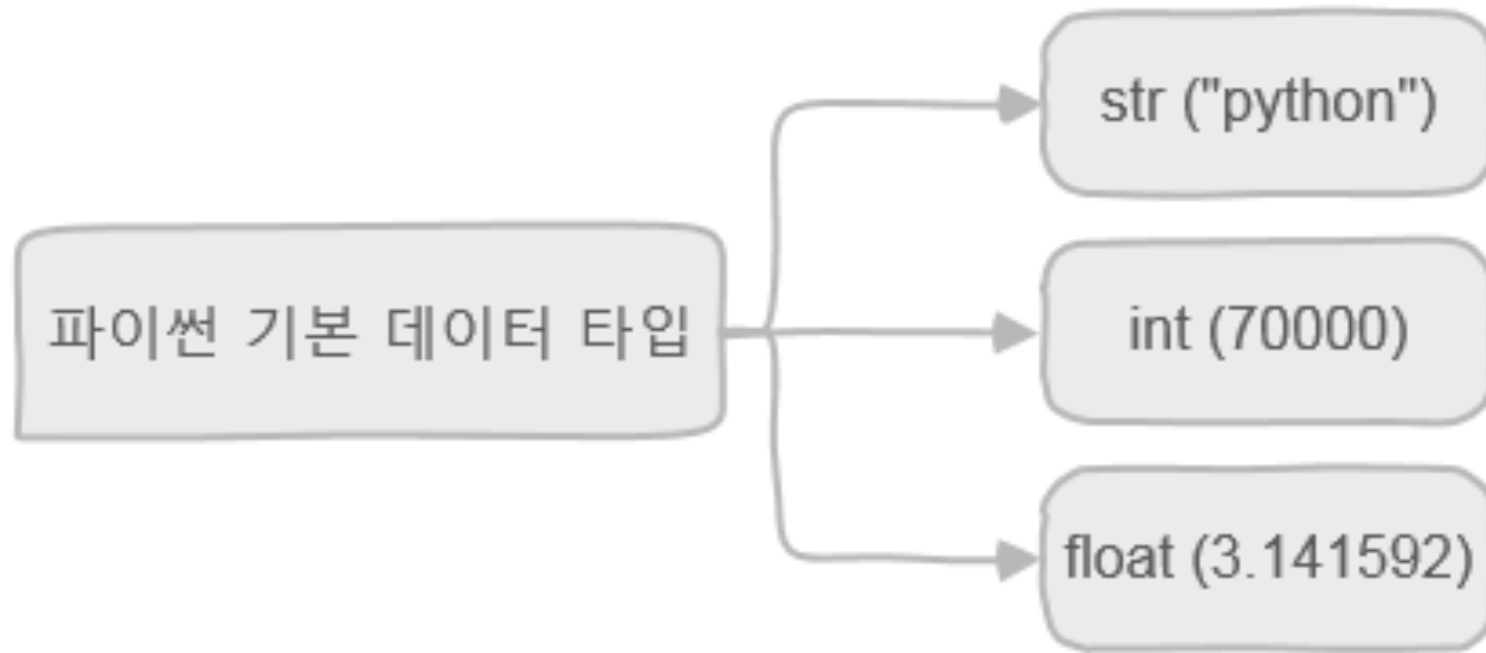 파이썬 기본 데이터 타입
str ("python")
int (70000)
float (3.141592)